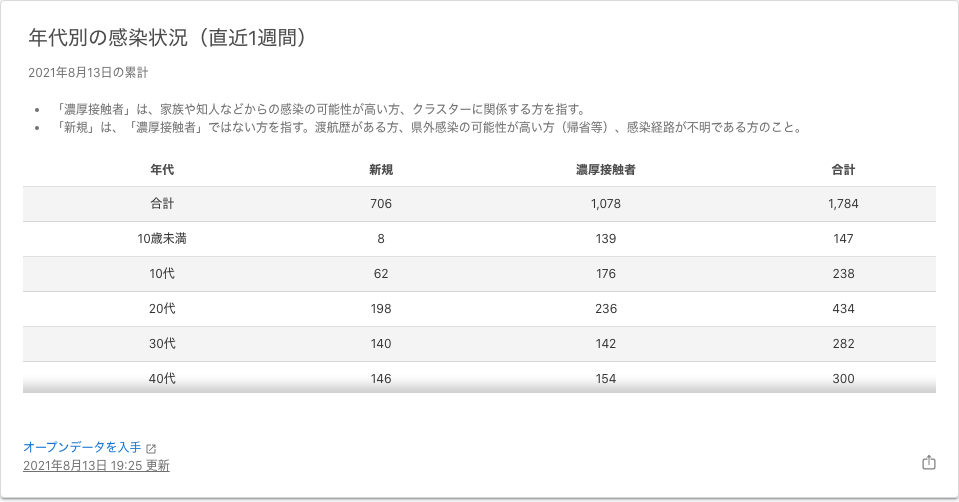 年代別の感染状況（直近1週間）
2021年8月13日の累計
• 「濃厚接触者」は、家族や知人などからの感染の可能性が高い方、クラスターに関係する方を指す。
• 「新規」は、「濃厚接触者」ではない方を指す。渡航歴がある方、県外感染の可能性が高い方（帰省等）、感染経路が不明である方のこと。
年代 新規 濃厚接触者 合計
合計 706 1,078 1,784
10歳未満 8 139 147
10代 62 176 238
20代 198 236 434
30代 140 142 282
40代 146 154 300
オープンデータを入手
2021年8月13日 19:25 更新